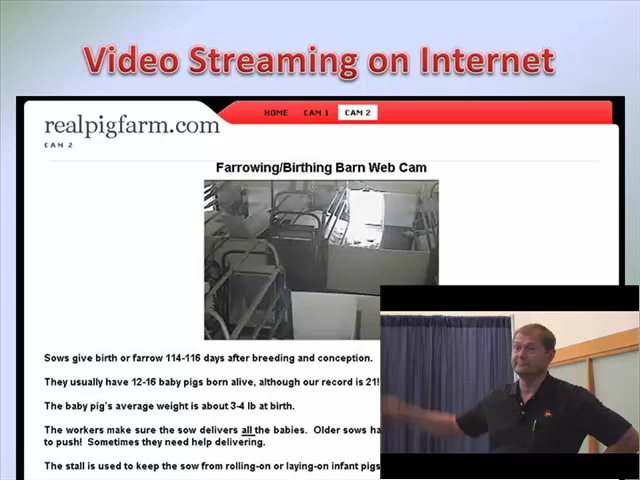 Video Streaming on Internet
HOME CAM 1 CAM 2
realpigfarm.com
CAM 2
Farrowing/Birthing Barn Web Cam
Sows give birth or farrow 114-116 days after breeding and conception.
They usually have 12-16 baby pigs born alive, although our record is 21!
The baby pig's average weight is about 3-4 lb at birth.
The workers make sure the sow delivers all the babies. Older sows ha
to push! Sometimes they need help delivering.
The stall is used to keep the sow from rolling-on or laying-on infant pigs